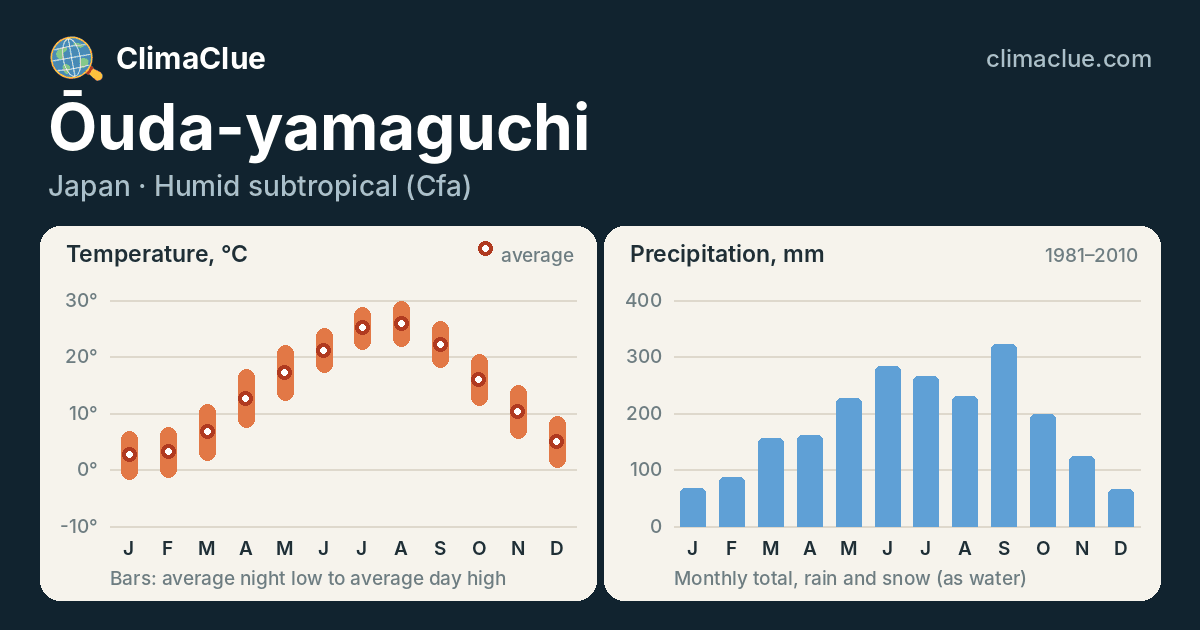 ClimaClue
climaclue.com
Ōuda-yamaguchi
Japan · Humid subtropical (Cfa)
Temperature, °C
average
30°
20°
10°
0°
-10°
J F M A M J J A S O N D
Bars: average night low to average day high
Precipitation, mm
1981–2010
400
300
200
100
0
J F M A M J J A S O N D
Monthly total, rain and snow (as water)